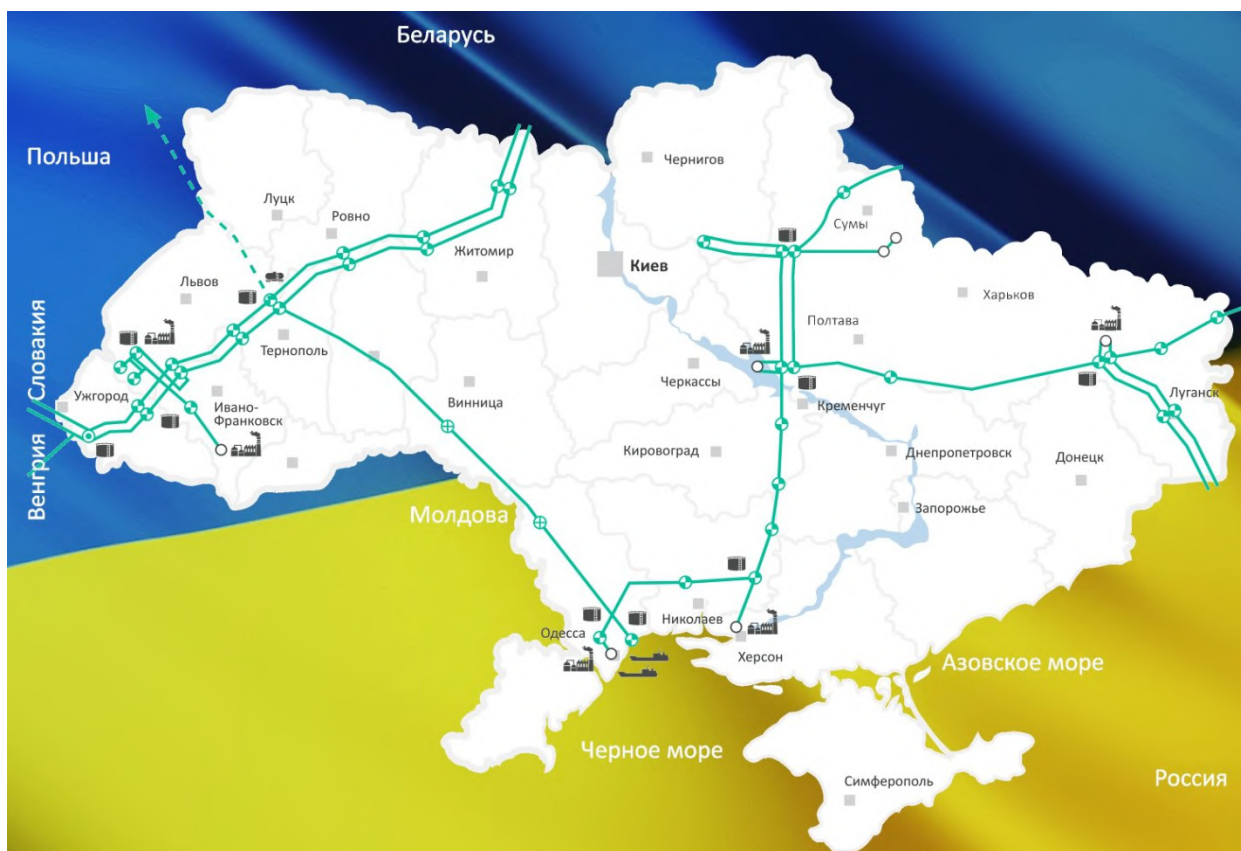 Беларусь
Польша
Чернигов
Луцк
Ровно
Сумы
Житомир
Киев
Львов
Харьков
Полтава
Тернополь
Словакия
Черкассы
Ужгород
Ивано-
Франковск
Винница
Кременчуг
Луганск
Венгрия
Кировоград
Днепропетровск
Донецк
Молдова
Запорожье
Николаев
Одесса
Херсон
Азовское море
Черное море
Симферополь
Россия